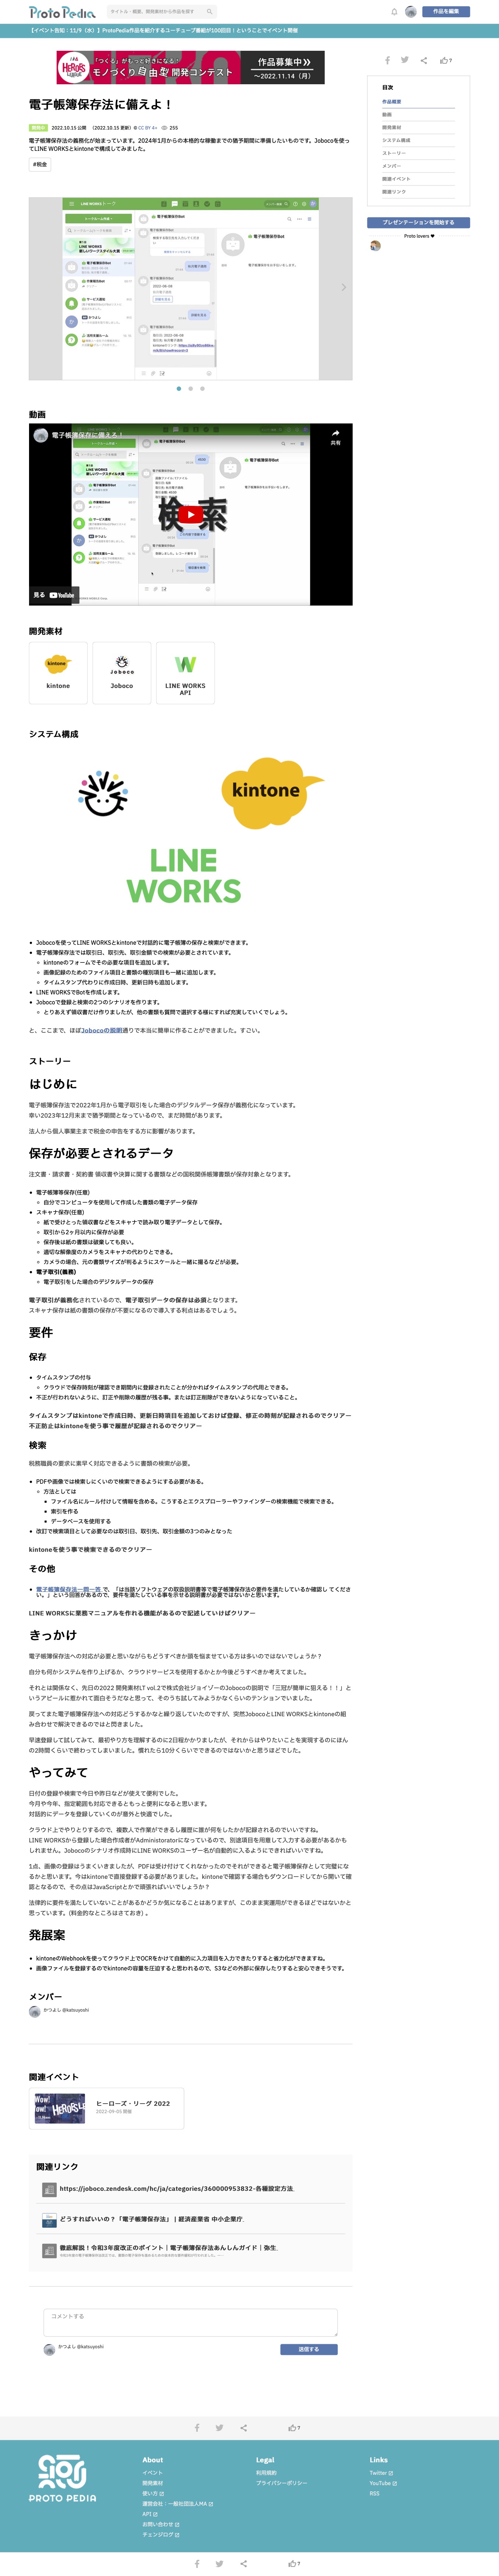 Proto Pedia
タイトル・概要、開発素材から作品を探す
作品を編集
【イベント告知：11/9（水）】ProtoPedia作品を紹介するユーチューブ番組が100回目！ということでイベント開催
HEROES LEAGUE
「つくる」がもっと好きになる！
モノづくり自由型開発コンテスト
作品募集中
〜2022.11.14（月）
電子帳簿保存法に備えよ！
2022.10.15 公開 （2022.10.15 更新）
CC BY 4+
255
電子帳簿保存法の義務化が始まっています。2024年1月からの本格的な稼働までの猶予期間に準備したいものです。Jobocoを使ってLINE WORKSとkintoneで構成してみました。
#税金
目次
作品概要
動画
開発素材
システム構成
ストーリー
メンバー
関連イベント
関連リンク
プレゼンテーションを開始する
Proto lovers ♥
動画
電子帳簿保存に備える！
共有
検索
見る YouTube
開発素材
kintone
Joboco
LINE WORKS API
システム構成
kintone
LINE
WORKS
Jobocoを使ってLINE WORKSとkintoneで対話的に電子帳簿の保存と検索ができます。
電子帳簿保存法では取引日、取引先、取引金額での検索が必要とされています。
kintoneのフォームでその必要な項目を追加します。
画像記録のためのファイル項目と書類の種別項目も一緒に追加します。
タイムスタンプ代わりに作成日時、更新日時も追加します。
LINE WORKSでBotを作成します。
Jobocoで登録と検索の2つのシナリオを作ります。
とりあえず領収書だけ作りましたが、他の書類も質問で選択する様にすれば充実していくでしょう。
と、ここまで、ほぼJobocoの説明通りで本当に簡単に作ることができました。すごい。
ストーリー
はじめに
電子帳簿保存法で2022年1月から電子取引をした場合のデジタルデータ保存が義務化になっています。
幸い2023年12月末まで猶予期間となっているので、まだ時間があります。
法人から個人事業主まで税金の申告をする方に影響があります。
保存が必要とされるデータ
注文書・請求書・契約書 領収書や決算に関する書類などの国税関係帳簿書類が保存対象となります。
電子帳簿等保存(任意)
自分でコンピュータを使用して作成した書類の電子データ保存
スキャナ保存(任意)
紙で受けとった領収書などをスキャナで読み取り電子データとして保存。
取引から2ヶ月以内に保存が必要
保存後は紙の書類は破棄しても良い。
適切な解像度のカメラをスキャナの代わりとできる。
カメラの場合、元の書類サイズが判るようにスケールと一緒に撮るなどが必要。
電子取引(義務)
電子取引をした場合のデジタルデータの保存
電子取引が義務化されているので、電子取引データの保存は必須となります。
スキャナ保存は紙の書類の保存が不要になるので導入する利点はあるでしょう。
要件
保存
タイムスタンプの付与
クラウドで保存時刻が確認でき期間内に登録されたことが分かればタイムスタンプの代用とできる。
不正が行われないように、訂正や削除の履歴が残る事、または訂正削除ができないようになっていること。
タイムスタンプはkintoneで作成日時、更新日時項目を追加しておけば登録、修正の時刻が記録されるのでクリアー
不正防止はkintoneを使う事で履歴が記録されるのでクリアー
検索
税務職員の要求に素早く対応できるように書類の検索が必要。
PDFや画像では検索しにくいので検索できるようにする必要がある。
方法としては
ファイル名にルール付けして情報を含める。こうするとエクスプローラーやファインダーの検索機能で検索できる。
索引を作る
データベースを使用する
改訂で検索項目として必要なのは取引日、取引先、取引金額の3つのみとなった
kintoneを使う事で検索できるのでクリアー
その他
電子帳簿保存法一問一答 で、「は当該ソフトウェアの取扱説明書等で電子帳簿保存法の要件を満たしているか確認し てください。」という回答があるので、要件を満たしている事を示せる説明書が必要ではないかと思います。
LINE WORKSに業務マニュアルを作れる機能があるので記述していけばクリアー
きっかけ
電子帳簿保存法への対応が必要と思いながらもどうすべきか頭を悩ませている方は多いのではないでしょうか？
自分も何かシステムを作り上げるか、クラウドサービスを使用するとか今後どうすべきか考えてました。
それとは関係なく、先日の2022 開発素材LT vol.2で株式会社ジョイゾーのJobocoの説明で「三冠が簡単に狙える！！」というアピールに惹かれて面白そうだなと思って、そのうち試してみようかなくらいのテンションでいました。
戻ってまた電子帳簿保存法への対応どうするかなと繰り返していたのですが、突然JobocoとLINE WORKSとkintoneの組み合わせで解決できるのではと閃きました。
早速登録して試してみて、最初やり方を理解するのに2日程かかりましたが、それからはやりたいことを実現するのにほんの2時間くらいで終わってしまいました。慣れたら10分くらいでできるのではないかと思うほどでした。
やってみて
日付の登録や検索で今日や昨日などが使えて便利でした。
今月や今年、指定範囲も対応できるともっと便利になると思います。
対話的にデータを登録していくのが意外と快適でした。
クラウド上でやりとりするので、複数人で作業ができるし履歴に誰が何をしたかが記録されるのでいいですね。
LINE WORKSから登録した場合作成者がAdministoratorになっているので、別途項目を用意して入力する必要があるかもしれません。Jobocoのシナリオ作成時にLINE WORKSのユーザー名が自動的に入るようにできればいいですね。
1点、画像の登録はうまくいきましたが、PDFは受け付けてくれなかったのでそれができると電子帳簿保存として完璧になるかと思います。今はkintoneで直接登録する必要がありました。kintoneで確認する場合もダウンロードしてから開いて確認となるので、その点はJavaScriptとかで頑張ればいいでしょうか？
法律的に要件を満たしていないことがあるかどうか気になることはありますが、このまま実運用ができるほどではないかと思っています。(料金的なところはさておき) 。
発展案
kintoneのWebhookを使ってクラウド上でOCRをかけて自動的に入力項目を入力できたりすると省力化ができますね。
画像ファイルを登録するのでkintoneの容量を圧迫すると思われるので、S3などの外部に保存したりすると安心できそうです。
メンバー
かつよし @katsuyoshi
関連イベント
ヒーローズ・リーグ 2022
2022-09-05 開催
関連リンク
https://joboco.zendesk.com/hc/ja/categories/360000953832-各種設定方法
どうすればいいの？「電子帳簿保存法」 | 経済産業省 中小企業庁
徹底解説！令和3年度改正のポイント｜電子帳簿保存法あんしんガイド｜弥生
コメントする
かつよし @katsuyoshi
送信する
PROTO PEDIA
About
イベント
開発素材
使い方
運営会社：一般社団法人MA
API
お問い合わせ
チェンジログ
Legal
利用規約
プライバシーポリシー
Links
Twitter
YouTube
RSS